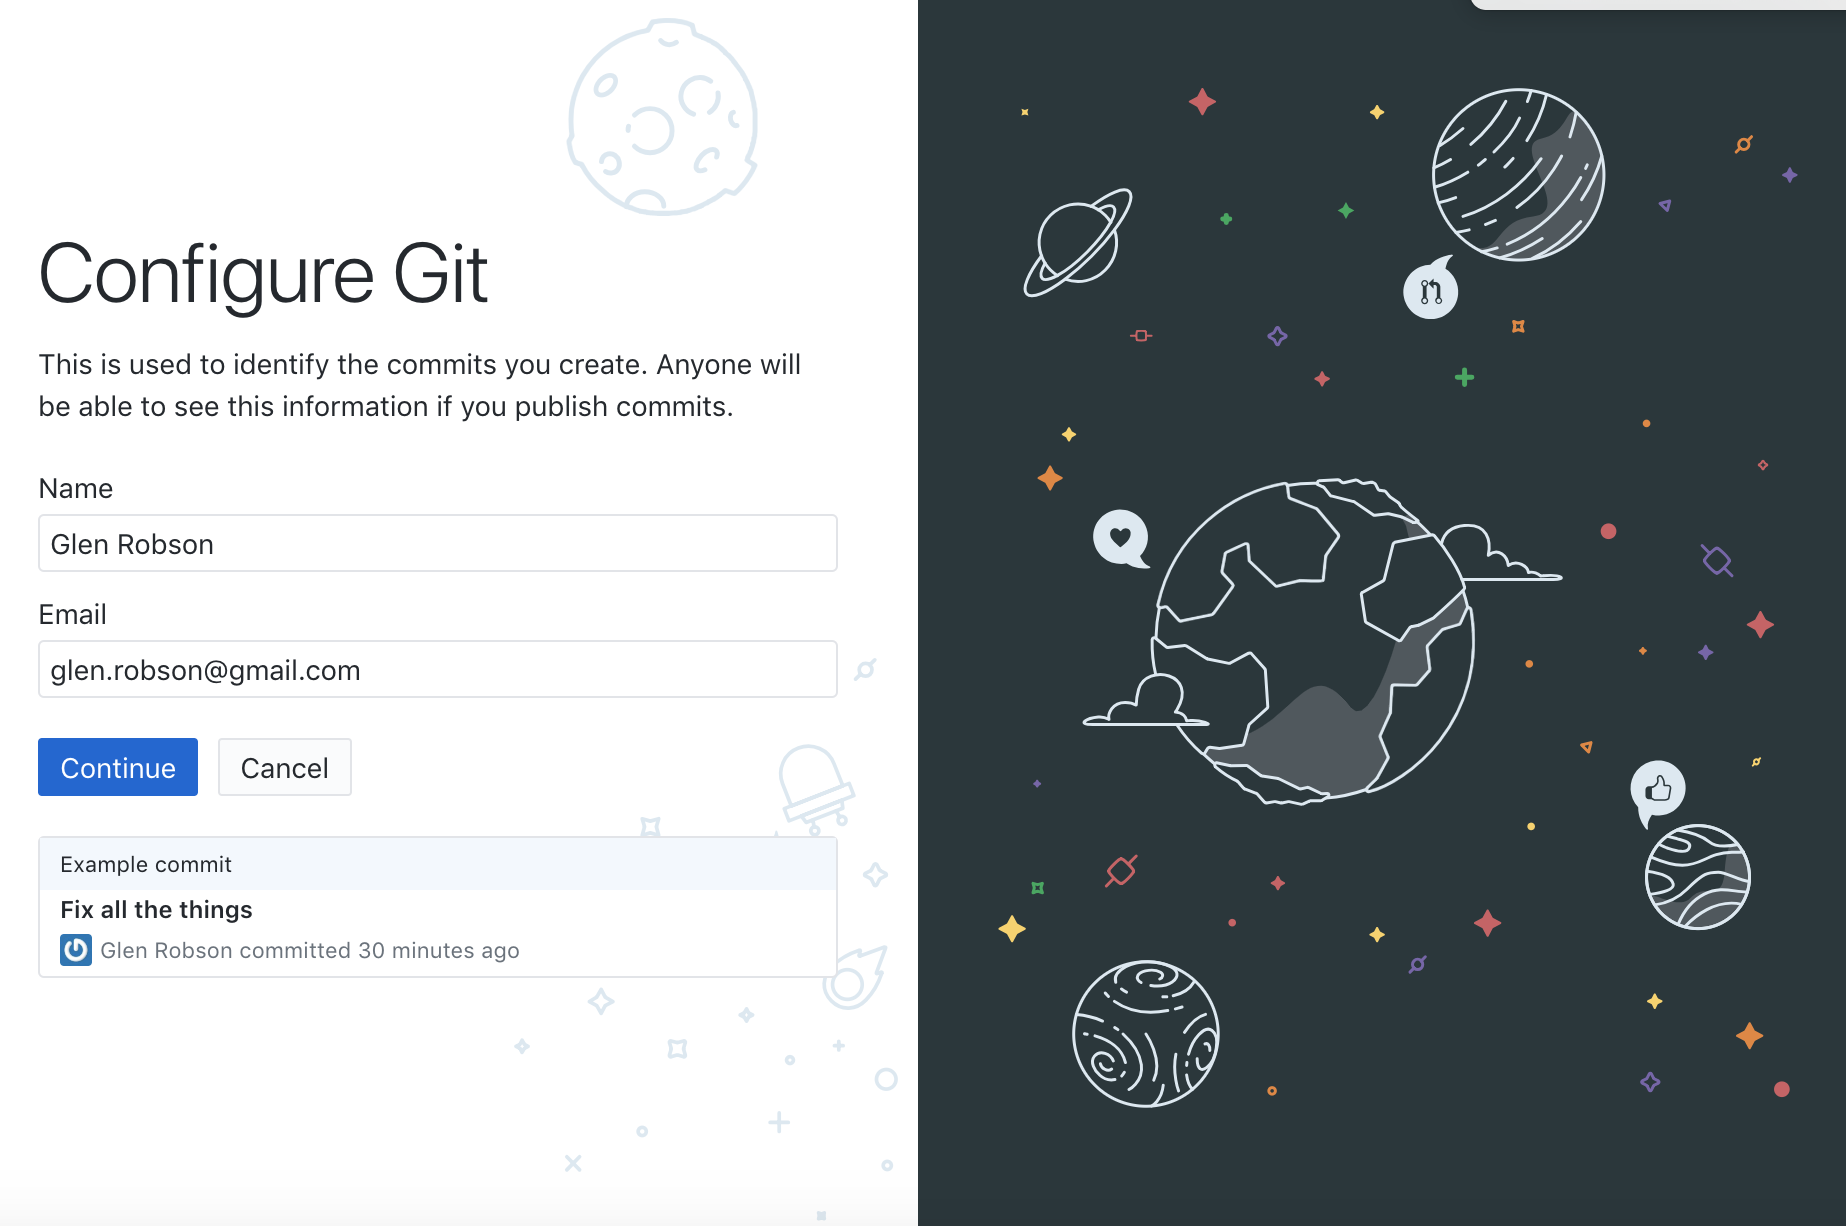 Configure Git
This is used to identify the commits you create. Anyone will
be able to see this information if you publish commits.
Name
Glen Robson
Email
glen.robson@gmail.com
Continue
Cancel
Example commit
Fix all the things
Glen Robson committed 30 minutes ago